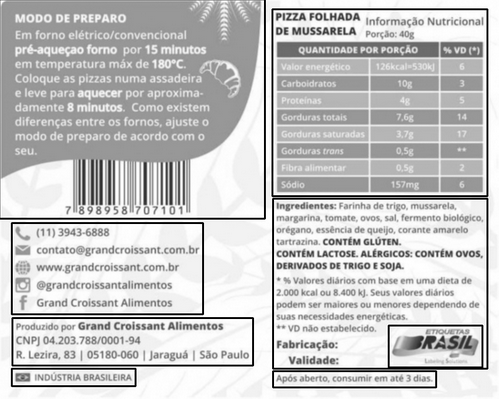 MODO DE PREPARO
Em forno elétrico/convencional
pré-aqueçao forno por 15 minutos
em temperatura máx de 180°C.
Coloque as pizzas numa assadeira
e leve para aquecer por aproxima-
damente 8 minutos. Como existem
diferenças entre os fornos, ajuste o
modo de preparo de acordo com o
seu.
7 898958 707101
(11) 3943-6888
contato@grandcroissant.com.br
www.grandcroissant.com.br
@grandcroissantalimentos
Grand Croissant Alimentos
Produzido por Grand Croissant Alimentos
CNPJ 04.203.788/0001-94
R. Lezira, 83 | 05180-060 | Jaraguá | São Paulo
INDÚSTRIA BRASILEIRA
PIZZA FOLHADA DE MUSSARELA
Informação Nutricional
Porção: 40g
QUANTIDADE POR PORÇÃO % VD (*)
Valor energético 126kcal=530kJ 6
Carboidratos 10g 3
Proteínas 4g 5
Gorduras totais 7,6g 14
Gorduras saturadas 3,7g 17
Gorduras trans 0,5g **
Fibra alimentar 0,5g 2
Sódio 157mg 6
Ingredientes: Farinha de trigo, mussarela,
margarina, tomate, ovos, sal, fermento biológico,
orégano, essência de queijo, corante amarelo
tartrazina. CONTÉM GLÚTEN.
CONTÉM LACTOSE. ALÉRGICOS: CONTÉM OVOS,
DERIVADOS DE TRIGO E SOJA.
* % Valores diários com base em uma dieta de
2.000 kcal ou 8.400 kJ. Seus valores diários
podem ser maiores ou menores dependendo de
suas necessidades energéticas.
** VD não estabelecido.
Fabricação:
Validade:
ETIQUETAS
BRASIL
Labeling Solutions
Após aberto, consumir em até 3 dias.